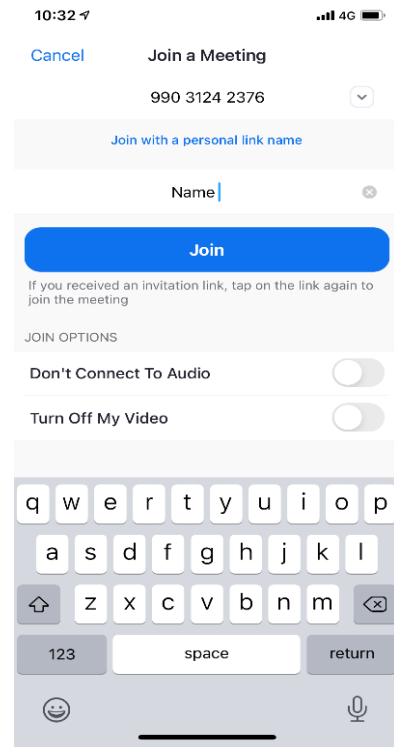 10:32 4G
Cancel Join a Meeting
990 3124 2376
Join with a personal link name
Name
Join
If you received an invitation link, tap on the link again to
join the meeting
JOIN OPTIONS
Don't Connect To Audio
Turn Off My Video
q w e r t y u i o p
a s d f g h j k l
z x c v b n m
123 space return